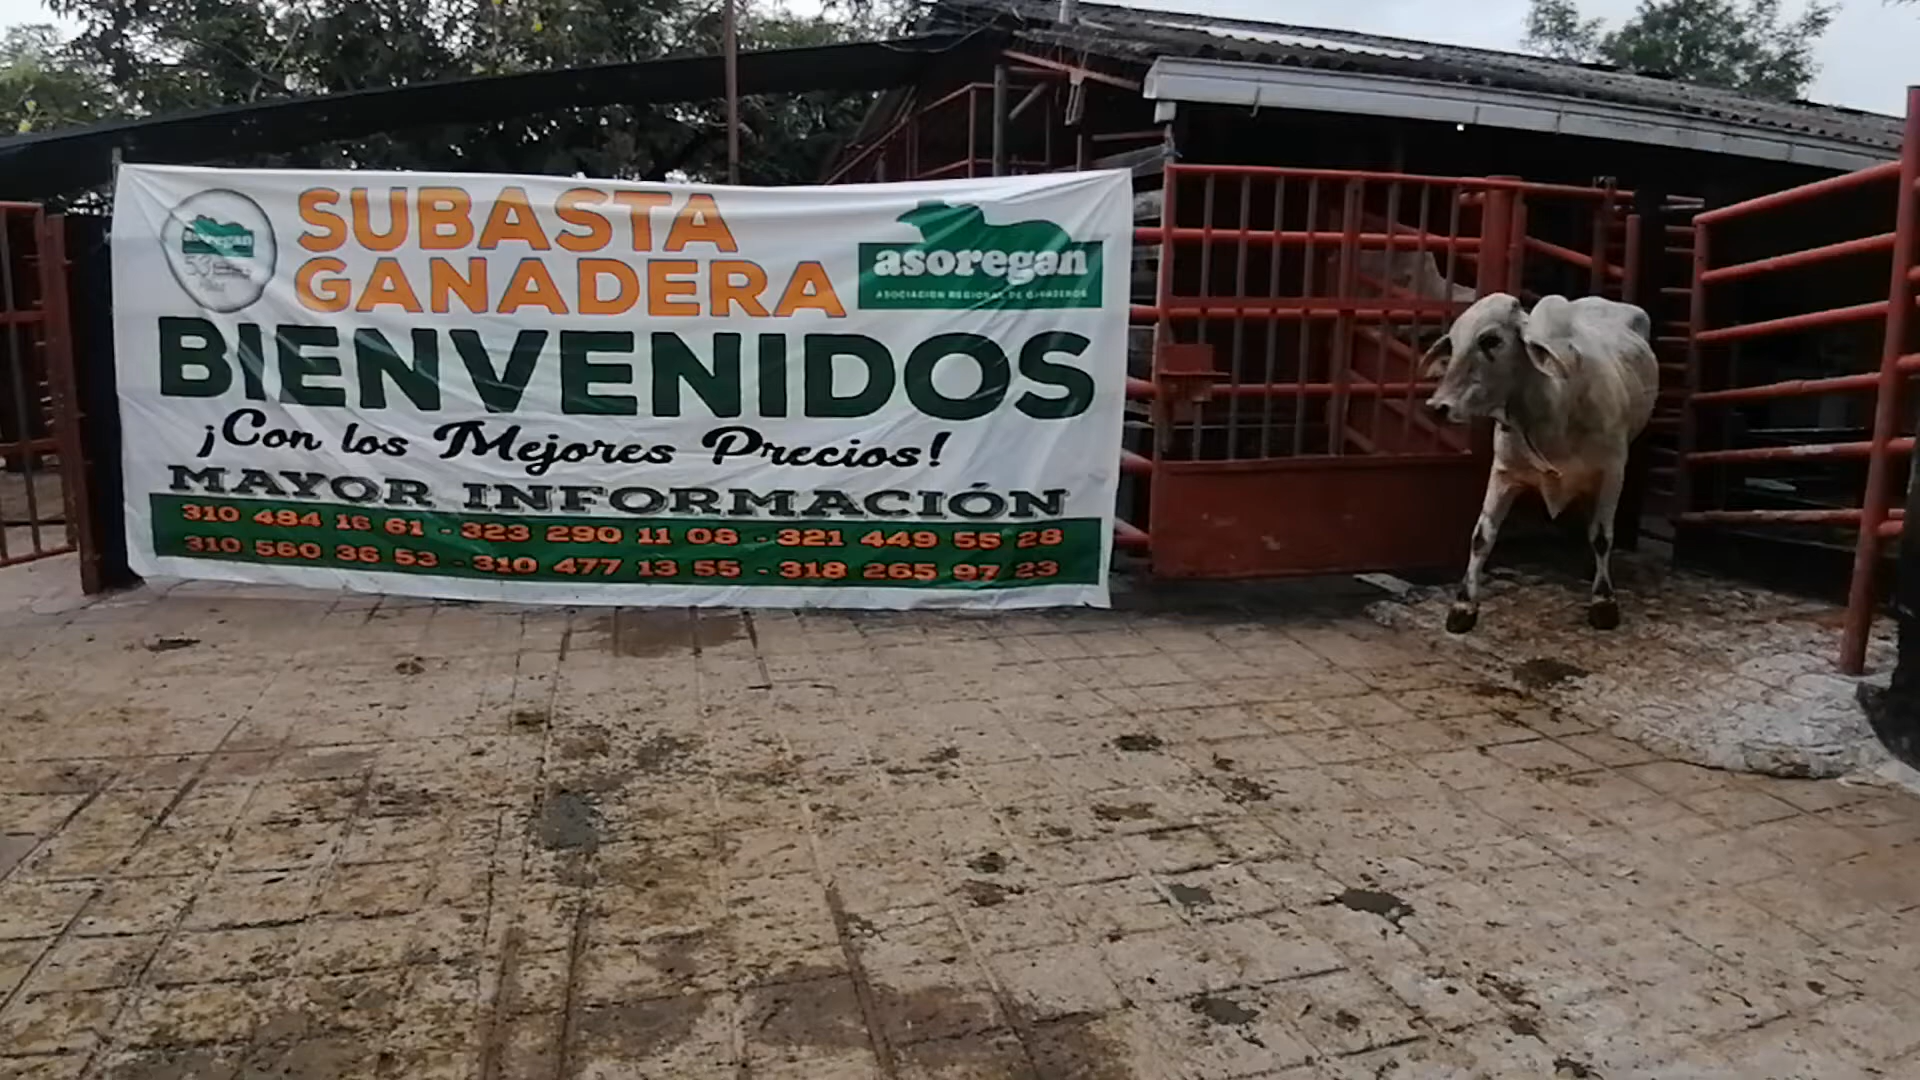 SUBASTA
GANADERA
asoregan
53
asoregan
ASOCIACION REGIONAL DE GANADEROS
BIENVENIDOS
¡Con los Mejores Precios!
MAYOR INFORMACIÓN
310 484 16 61 - 323 290 11 08 - 321 449 55 28
310 560 36 53 - 310 477 13 55 - 318 265 97 23